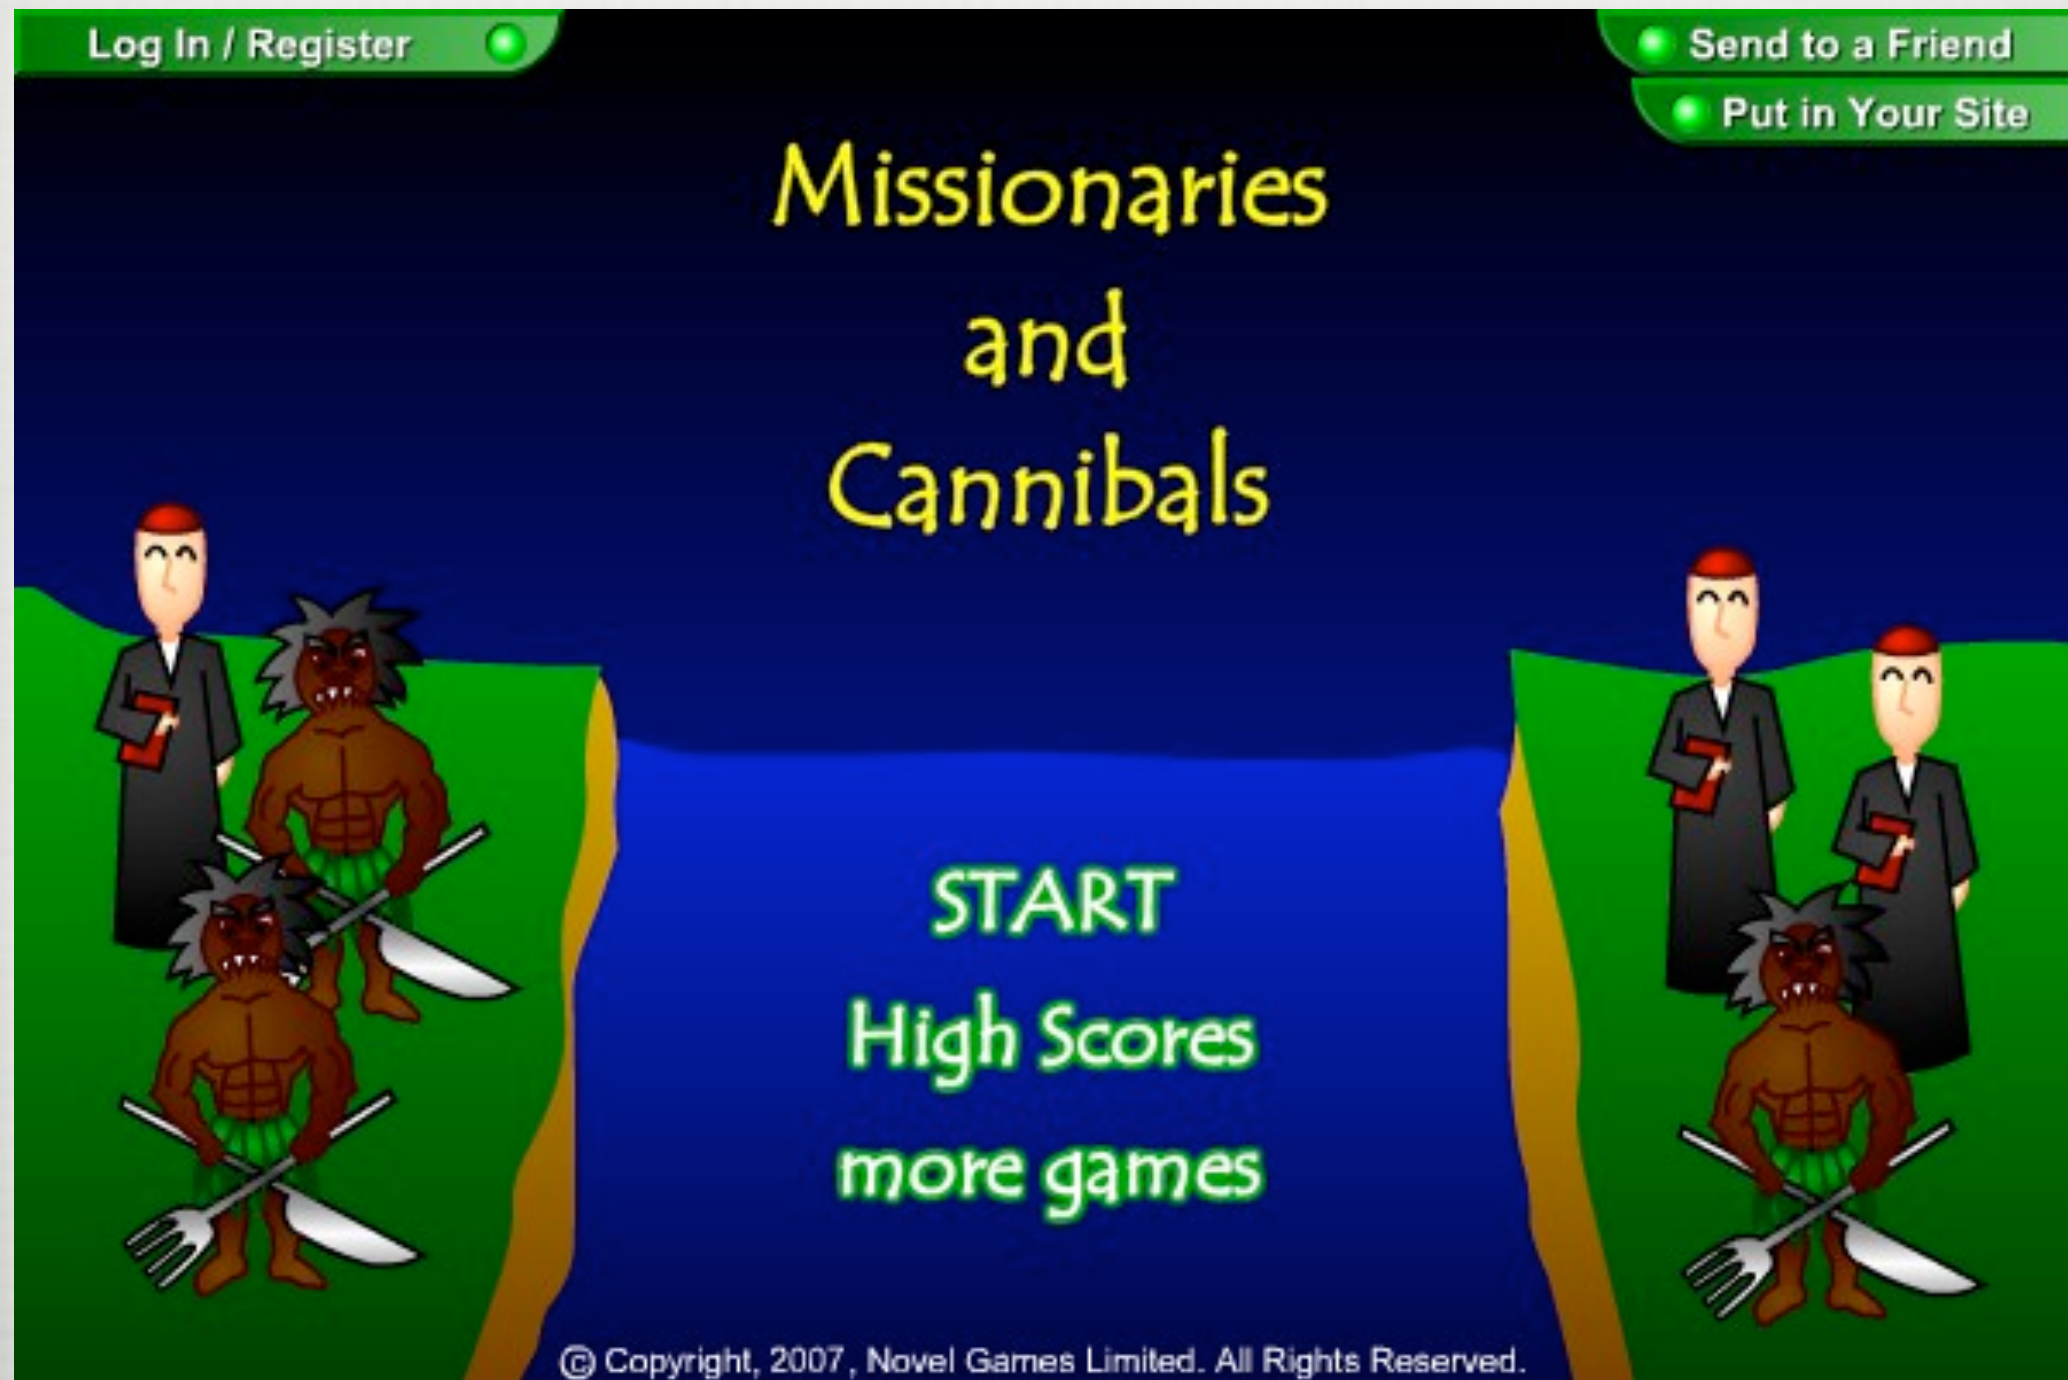 Log In / Register
Send to a Friend
Put in Your Site
Missionaries
and
Cannibals
START
High Scores
more games
© Copyright, 2007, Novel Games Limited. All Rights Reserved.